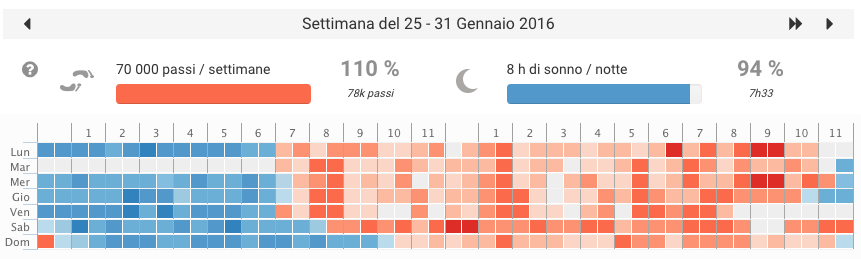 Settimana del 25 - 31 Gennaio 2016
?
70 000 passi / settimane
110 %
78k passi
8 h di sonno / notte
94 %
7h33
1 2 3 4 5 6 7 8 9 10 11 1 2 3 4 5 6 7 8 9 10 11
Lun
Mar
Mer
Gio
Ven
Sab
Dom